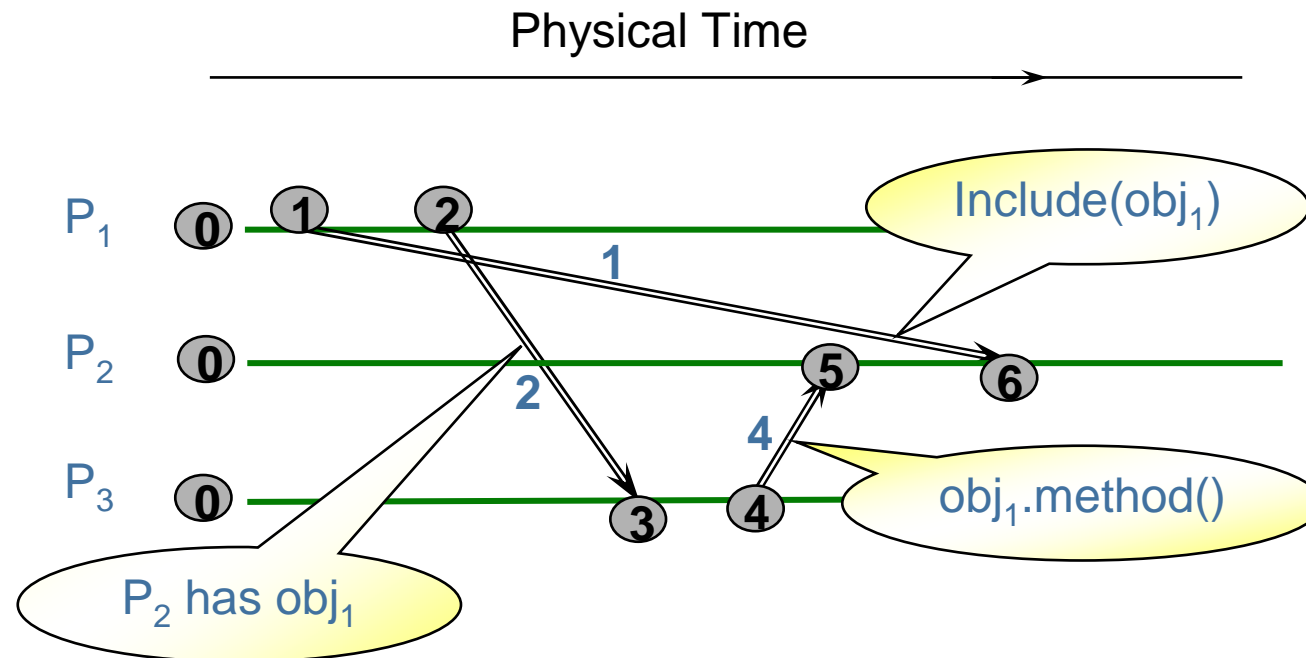 Physical Time
Include(obj₁)
P₁ 0 1 2
1
P₂ 0 5 6
2
4
P₃ 0 3 4
obj₁.method()
P₂ has obj₁